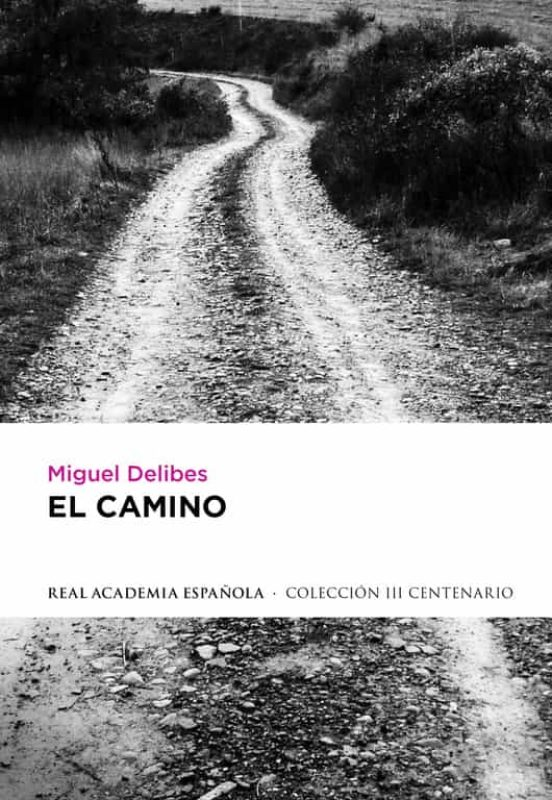 Miguel Delibes
EL CAMINO
REAL ACADEMIA ESPAÑOLA · COLECCIÓN III CENTENARIO